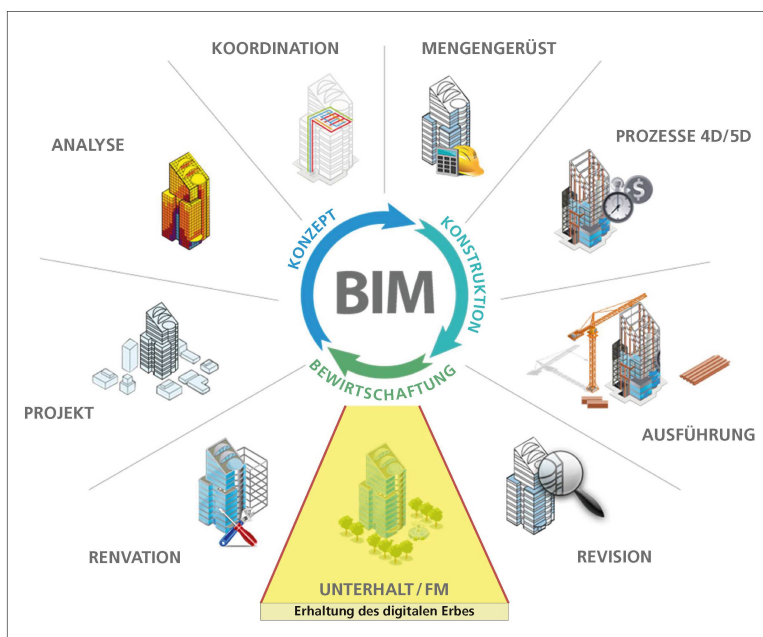 KOORDINATION
MENGENGERÜST
ANALYSE
PROZESSE 4D/5D
$
KONZEPT
KONSTRUKTION
BIM
BEWIRTSCHAFTUNG
PROJEKT
AUSFÜHRUNG
RENVATION
REVISION
UNTERHALT/FM
Erhaltung des digitalen Erbes